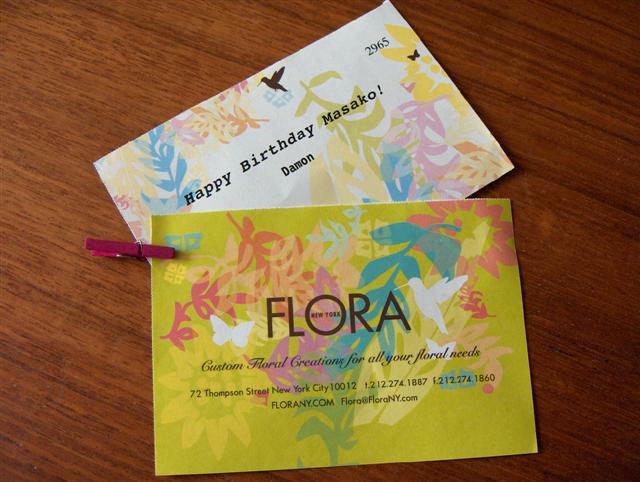 2965
Happy Birthday Masako!
Damon
FLORA
NEW YORK
Custom Floral Creations for all your floral needs
72 Thompson Street New York City 10012 t.212.274.1887 f.212.274.1860
FLORANY.COM Flora@FloraNY.com